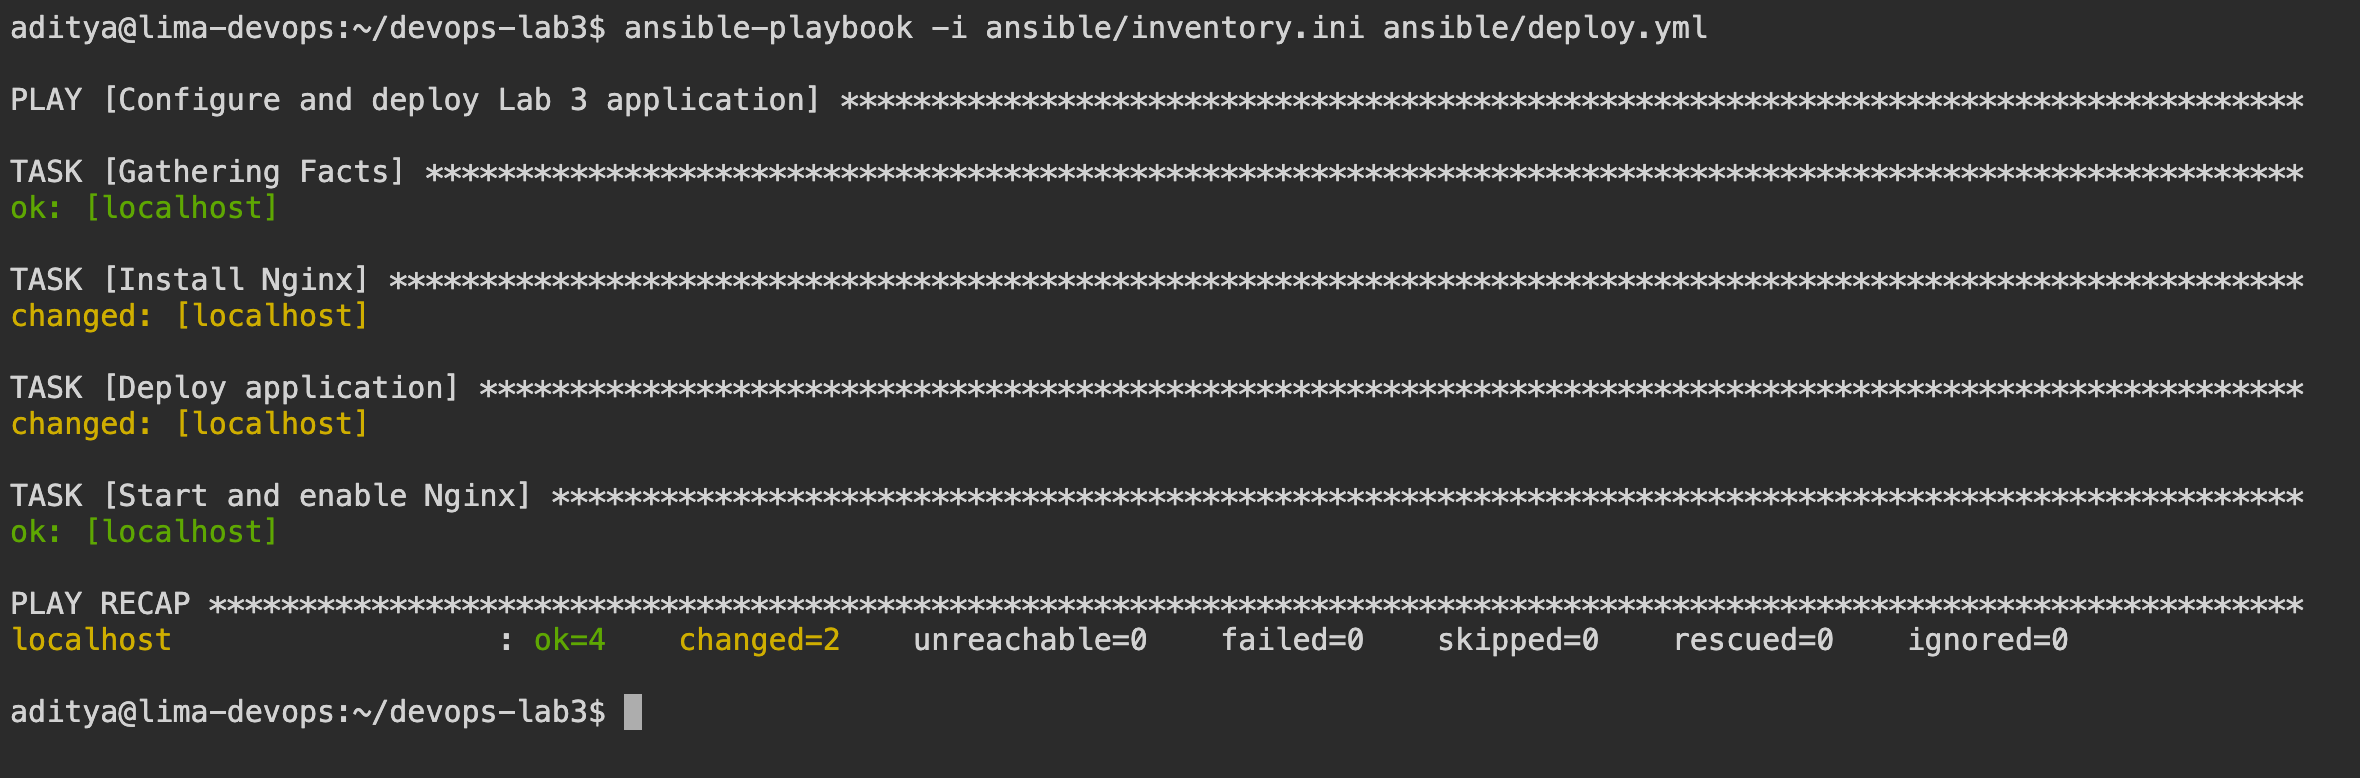 aditya@lima-devops:~/devops-lab3$ ansible-playbook -i ansible/inventory.ini ansible/deploy.yml
PLAY [Configure and deploy Lab 3 application] *********************************************************************************
TASK [Gathering Facts] ********************************************************************************************************
ok: [localhost]
TASK [Install Nginx] **********************************************************************************************************
changed: [localhost]
TASK [Deploy application] *****************************************************************************************************
changed: [localhost]
TASK [Start and enable Nginx] *************************************************************************************************
ok: [localhost]
PLAY RECAP ********************************************************************************************************************
localhost                  : ok=4    changed=2    unreachable=0    failed=0    skipped=0    rescued=0    ignored=0
aditya@lima-devops:~/devops-lab3$